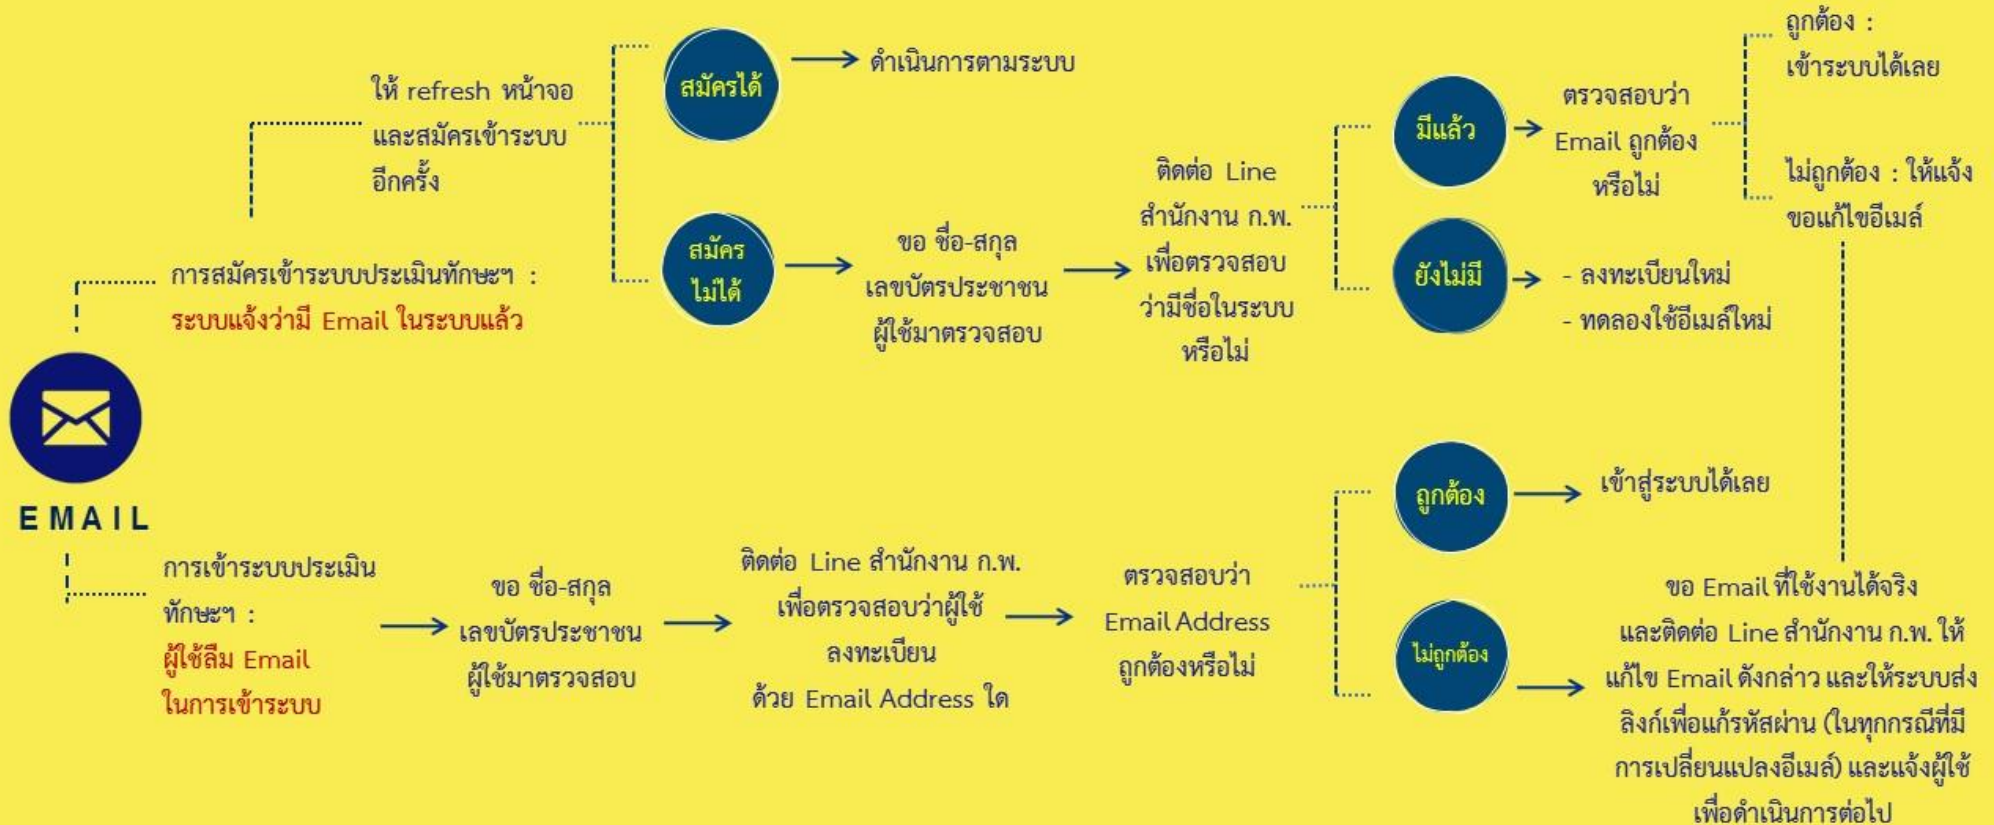 ให้ refresh หน้าจอ
และสมัครเข้าระบบ
อีกครั้ง
สมัครได้
ดำเนินการตามระบบ
สมัคร
ไม่ได้
ขอ ชื่อ-สกุล
เลขบัตรประชาชน
ผู้ใช้มาตรวจสอบ
ติดต่อ Line
สำนักงาน ก.พ.
เพื่อตรวจสอบ
ว่ามีชื่อในระบบ
หรือไม่
มีแล้ว
ตรวจสอบว่า
Email ถูกต้อง
หรือไม่
ถูกต้อง :
เข้าระบบได้เลย
ไม่ถูกต้อง : ให้แจ้ง
ขอแก้ไขอีเมล์
ยังไม่มี
- ลงทะเบียนใหม่
- ทดลองใช้อีเมล์ใหม่
การสมัครเข้าระบบประเมินทักษะฯ :
ระบบแจ้งว่ามี Email ในระบบแล้ว
EMAIL
การเข้าระบบประเมิน
ทักษะฯ :
ผู้ใช้ลืม Email
ในการเข้าระบบ
ขอ ชื่อ-สกุล
เลขบัตรประชาชน
ผู้ใช้มาตรวจสอบ
ติดต่อ Line สำนักงาน ก.พ.
เพื่อตรวจสอบว่าผู้ใช้
ลงทะเบียน
ด้วย Email Address ใด
ตรวจสอบว่า
Email Address
ถูกต้องหรือไม่
ถูกต้อง
เข้าสู่ระบบได้เลย
ไม่ถูกต้อง
ขอ Email ที่ใช้งานได้จริง
และติดต่อ Line สำนักงาน ก.พ. ให้
แก้ไข Email ดังกล่าว และให้ระบบส่ง
ลิงก์เพื่อแก้รหัสผ่าน (ในทุกกรณีที่มี
การเปลี่ยนแปลงอีเมล์) และแจ้งผู้ใช้
เพื่อดำเนินการต่อไป